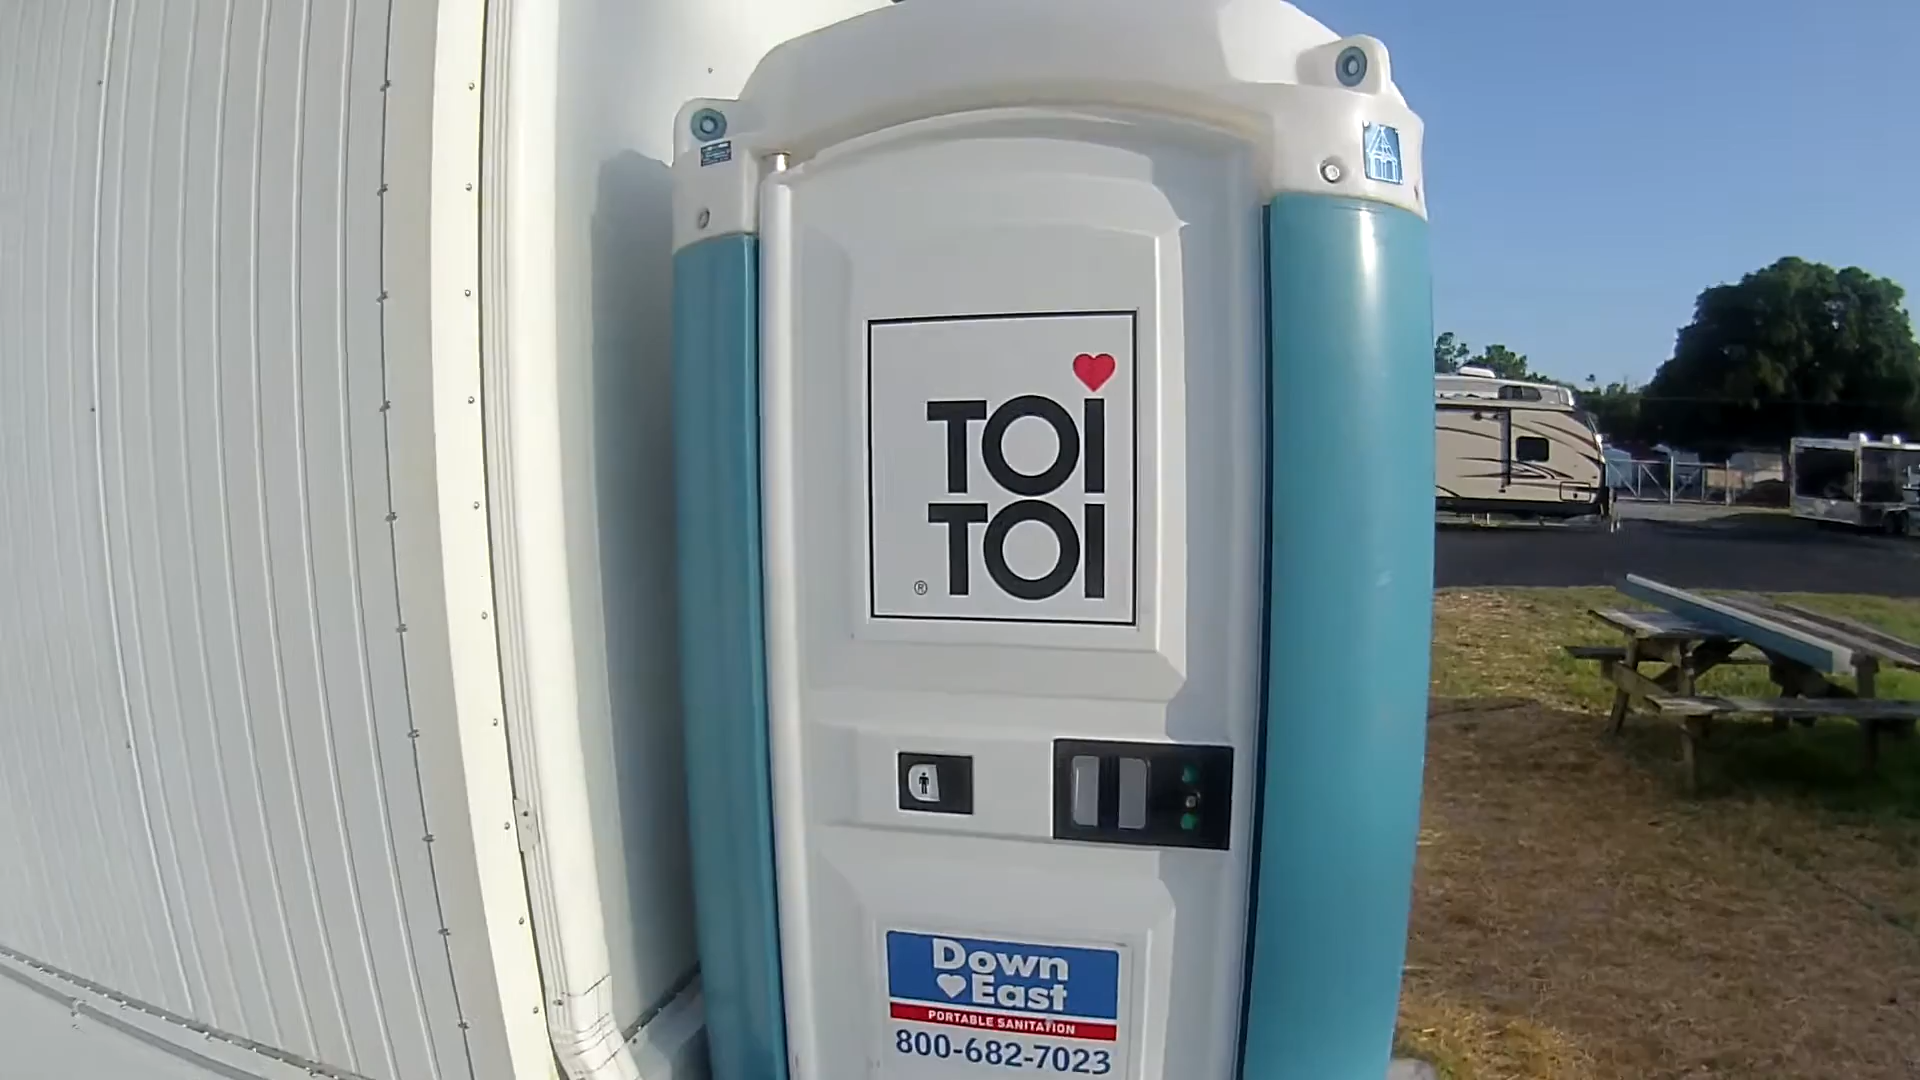 TOI
TOI
®
Down
East
PORTABLE SANITATION
800-682-7023